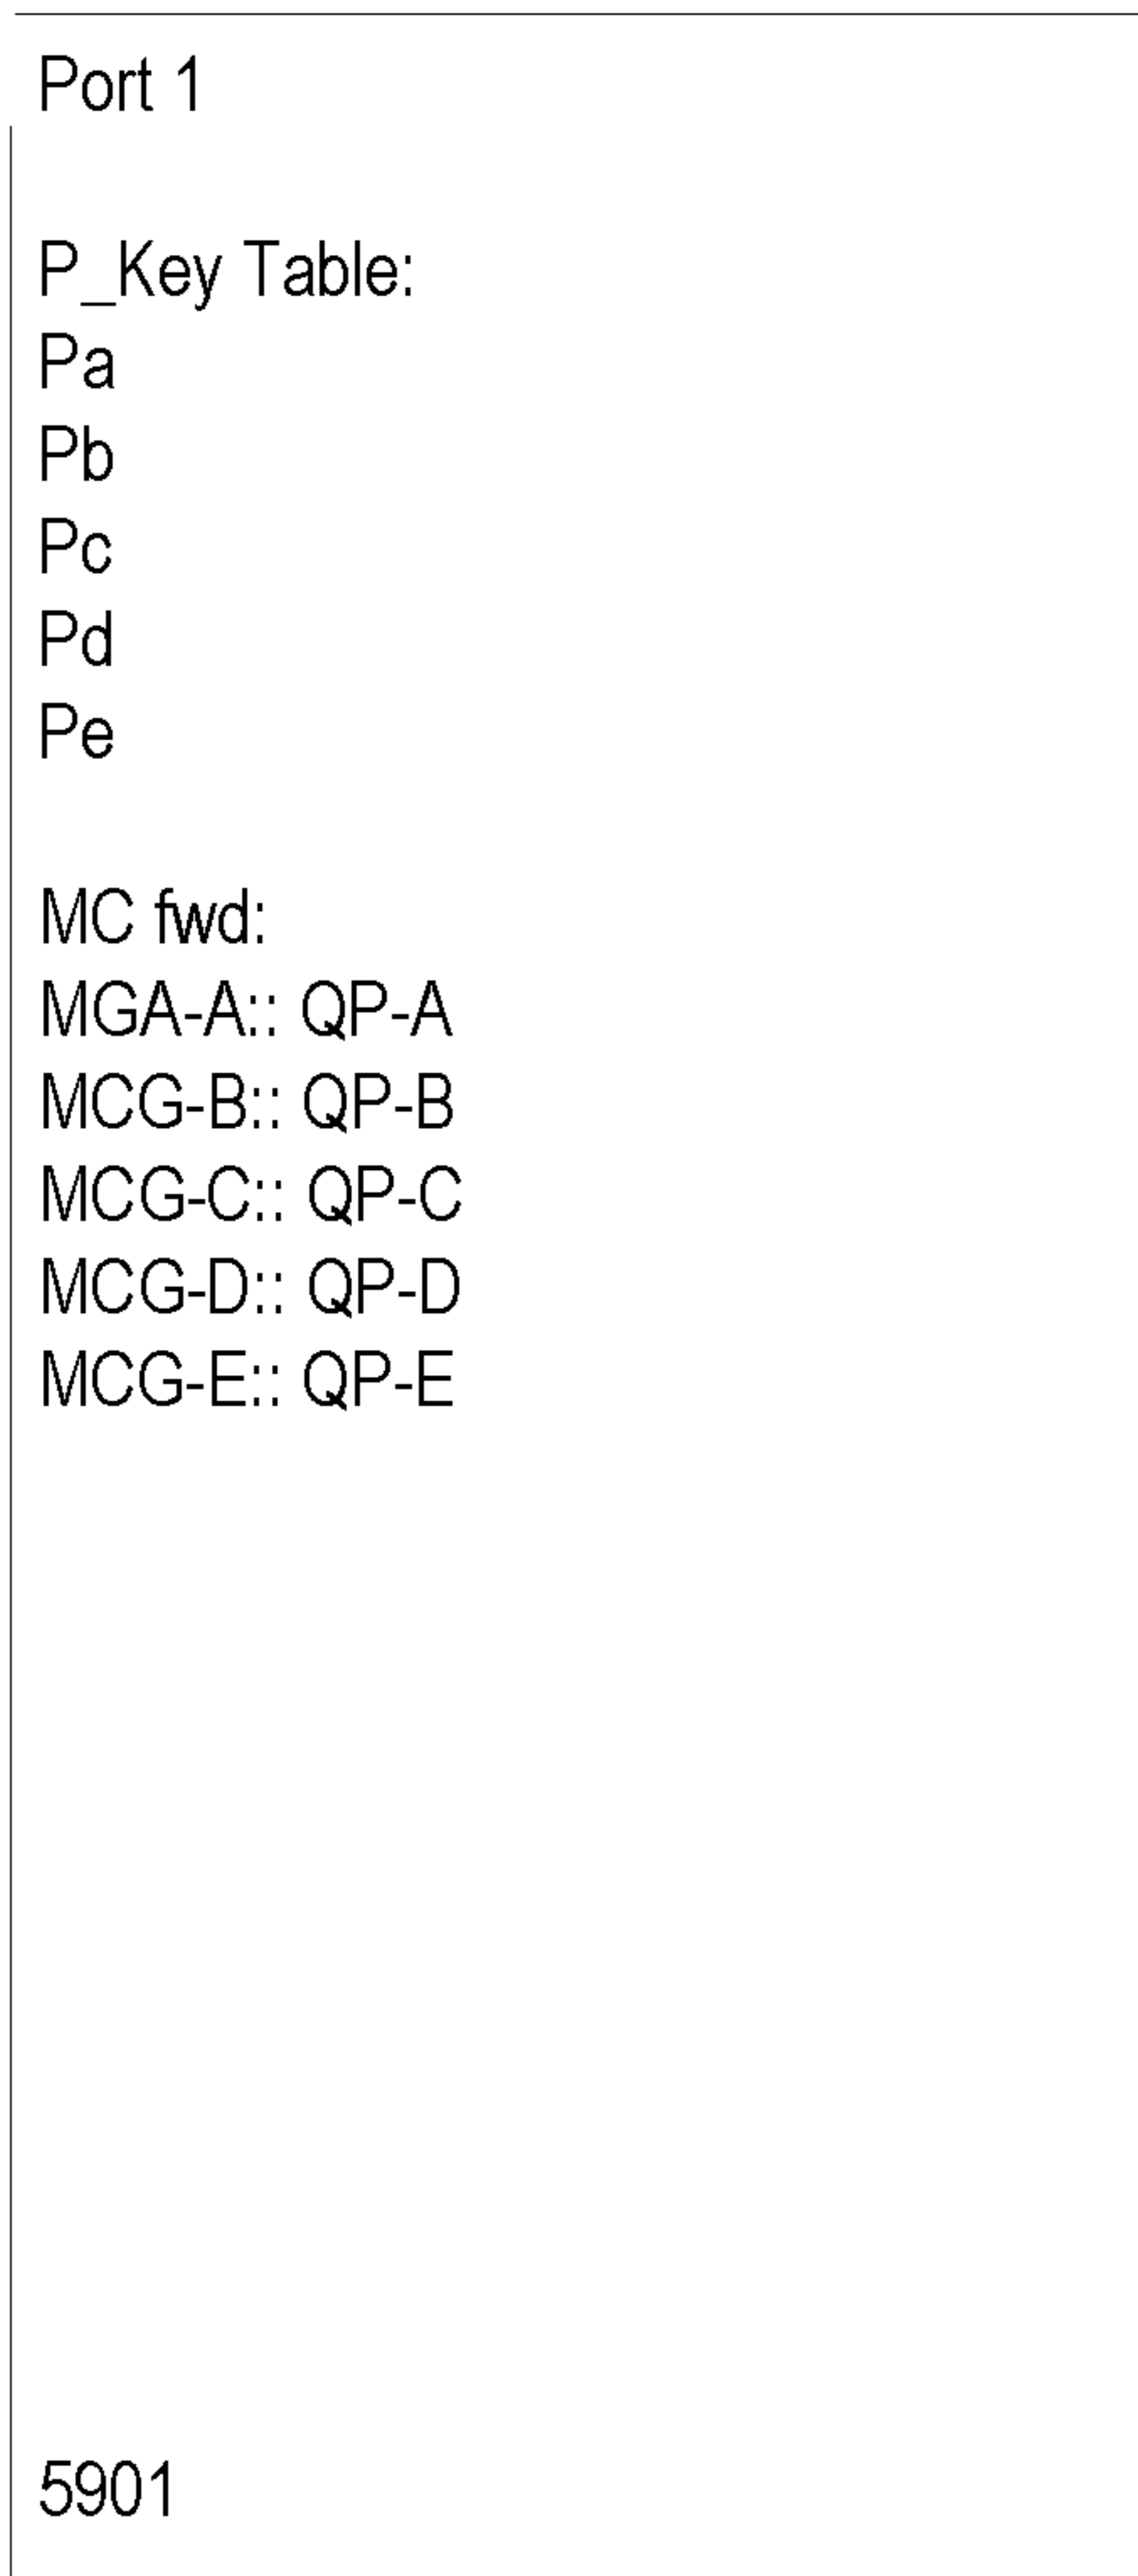 Port 1
P_Key Table:
Pa
Pb
Pc
Pd
Pe
MC fwd:
MGA-A:: QP-A
MCG-B:: QP-B
MCG-C:: QP-C
MCG-D:: QP-D
MCG-E:: QP-E
5901